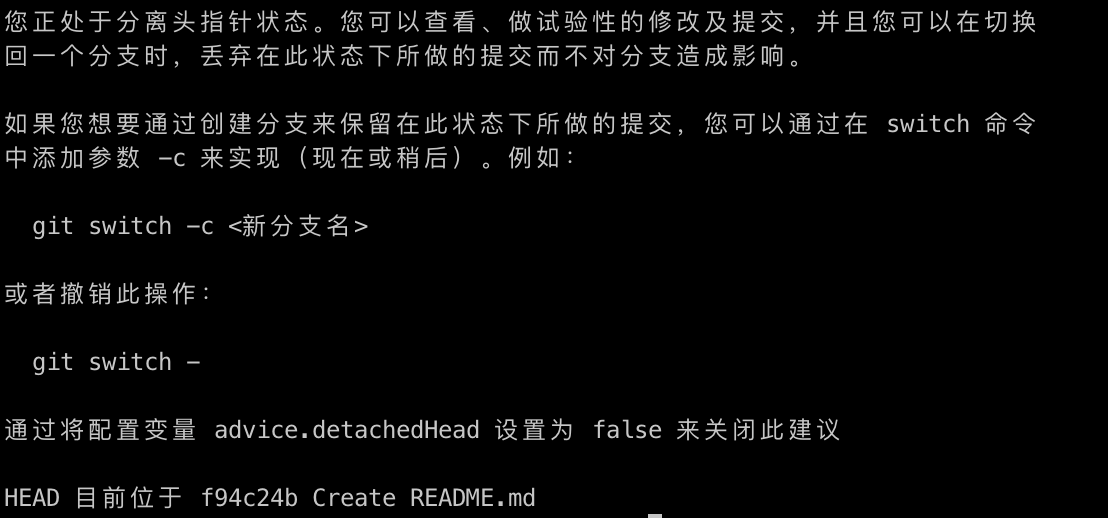 您正处于分离头指针状态。您可以查看、做试验性的修改及提交，并且您可以在切换
回一个分支时，丢弃在此状态下所做的提交而不对分支造成影响。
如果您想要通过创建分支来保留在此状态下所做的提交，您可以通过在 switch 命令
中添加参数 -c 来实现（现在或稍后）。例如：
git switch -c <新分支名>
或者撤销此操作：
git switch -
通过将配置变量 advice.detachedHead 设置为 false 来关闭此建议
HEAD 目前位于 f94c24b Create README.md